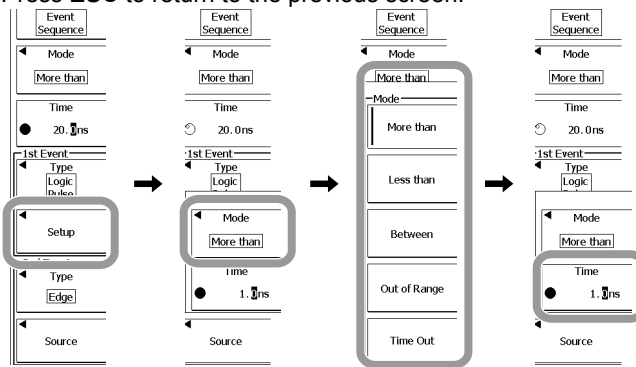 Press ESC to return to the previous screen.
Event
Sequence
Mode
More than
Time
20.0ns
1st Event
Type
Logic
Pulse
Setup
Type
Edge
Source
Event
Sequence
Mode
More than
Time
20.0ns
1st Event
Type
Logic
Mode
More than
Time
1.0ns
Source
Event
Sequence
Mode
More than
Mode
More than
Less than
Between
Out of Range
Time Out
Event
Sequence
Mode
More than
Time
20.0ns
1st Event
Type
Logic
Mode
More than
Time
1.0ns
Source